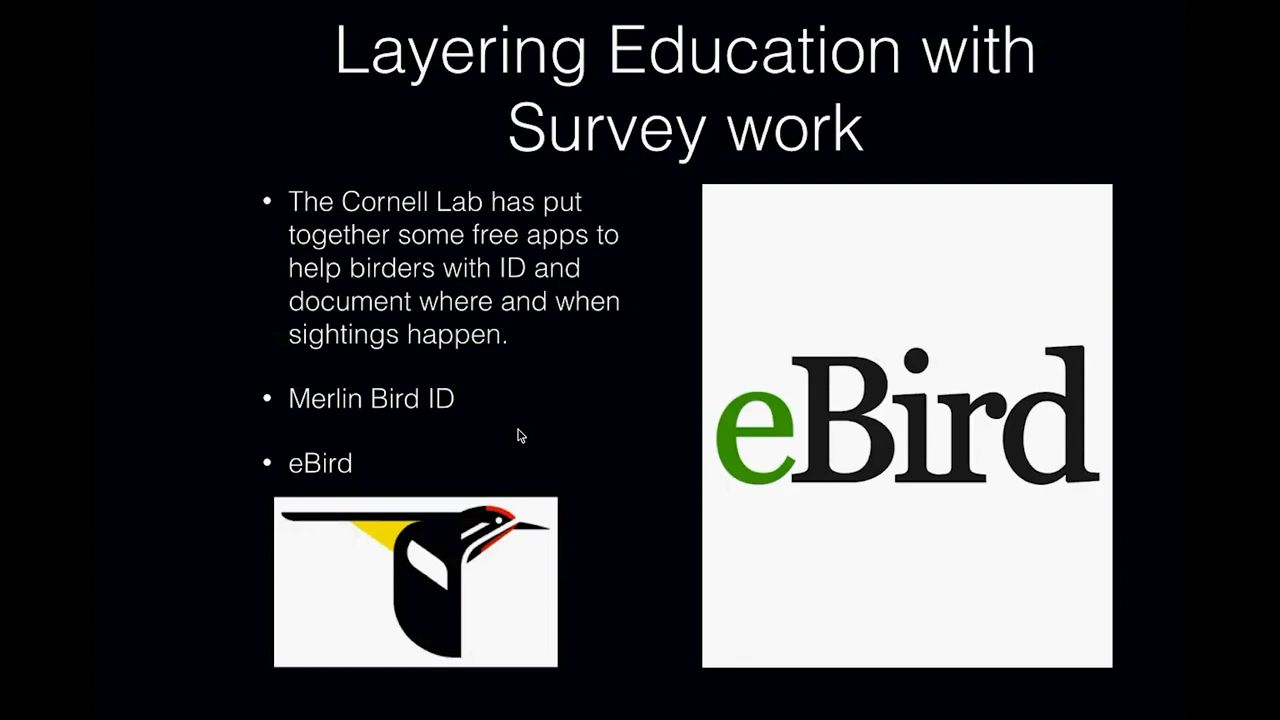 Layering Education with
Survey work
• The Cornell Lab has put
together some free apps to
help birders with ID and
document where and when
sightings happen.
• Merlin Bird ID
• eBird
eBird